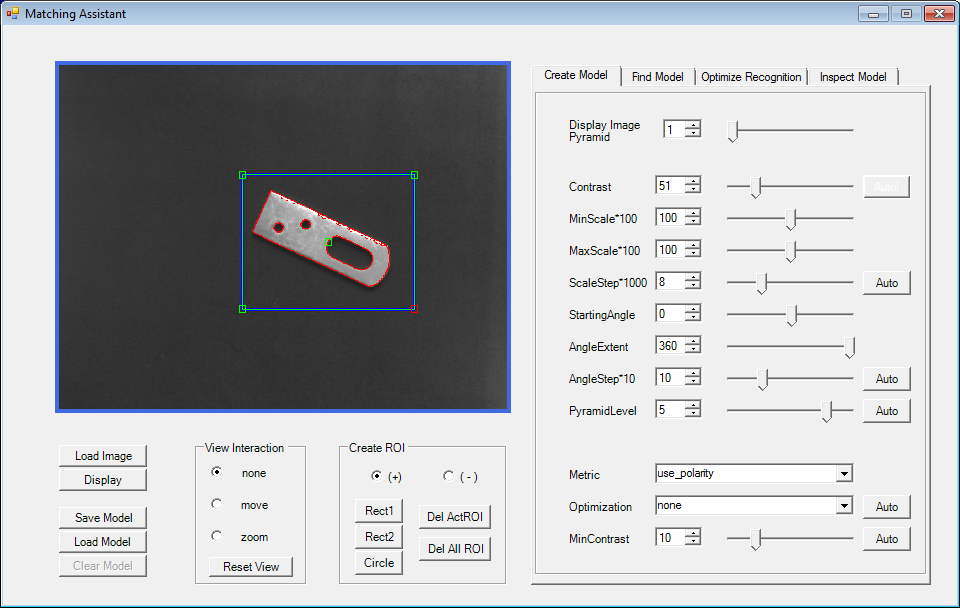 Matching Assistant
Create Model
Find Model
Optimize Recognition
Inspect Model
Display Image
Pyramid
1
Contrast
51
Auto
MinScale*100
100
MaxScale*100
100
ScaleStep*1000
8
Auto
StartingAngle
0
AngleExtent
360
AngleStep*10
10
Auto
PyramidLevel
5
Auto
Metric
use_polarity
Optimization
none
Auto
MinContrast
10
Auto
Load Image
Display
Save Model
Load Model
Clear Model
View Interaction
none
move
zoom
Reset View
Create ROI
(+)
( - )
Rect1
Rect2
Circle
Del ActROI
Del All ROI